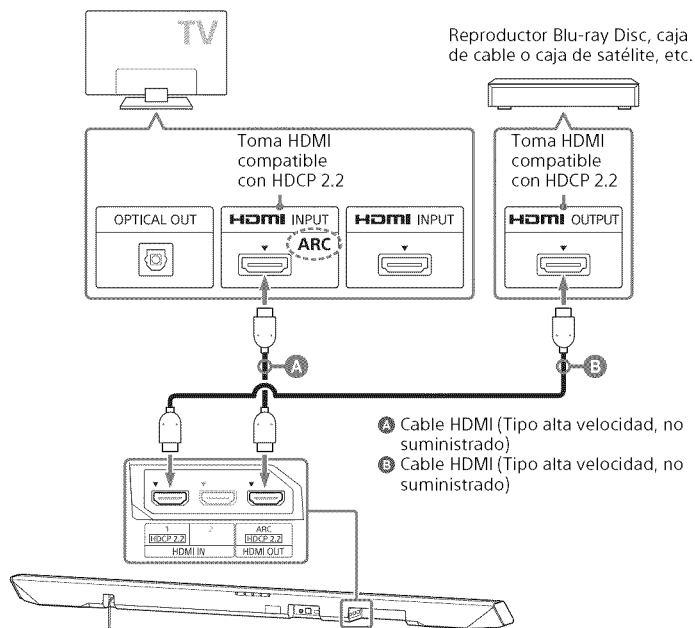 TV
Reproductor Blu-ray Disc, caja
de cable o caja de satélite, etc.
Toma HDMI
compatible
con HDCP 2.2
Toma HDMI
compatible
con HDCP 2.2
OPTICAL OUT
HDMI INPUT
ARC
HDMI INPUT
HDMI OUTPUT
A
B
A Cable HDMI (Tipo alta velocidad, no
suministrado)
B Cable HDMI (Tipo alta velocidad, no
suministrado)
1
HDCP 2.2
2
HDMI IN
ARC
HDCP 2.2
HDMI OUT